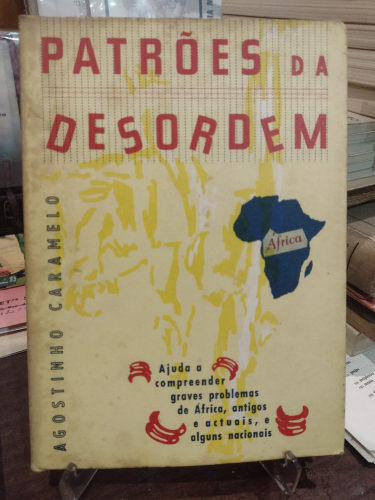 PATRÕES DA
DESORDEM
AGOSTINHO CARAMELO
África
Ajuda a
compreender
graves problemas
de África, antigos
e actuais, e
alguns nacionais